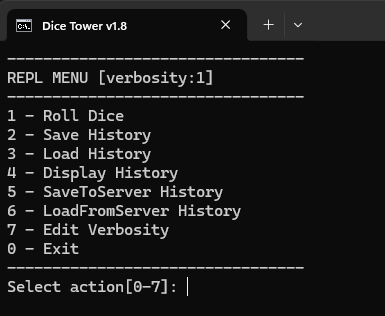 Dice Tower v1.8
---------------------------------
REPL MENU [verbosity:1]
---------------------------------
1 - Roll Dice
2 - Save History
3 - Load History
4 - Display History
5 - SaveToServer History
6 - LoadFromServer History
7 - Edit Verbosity
0 - Exit
---------------------------------
Select action[0-7]: